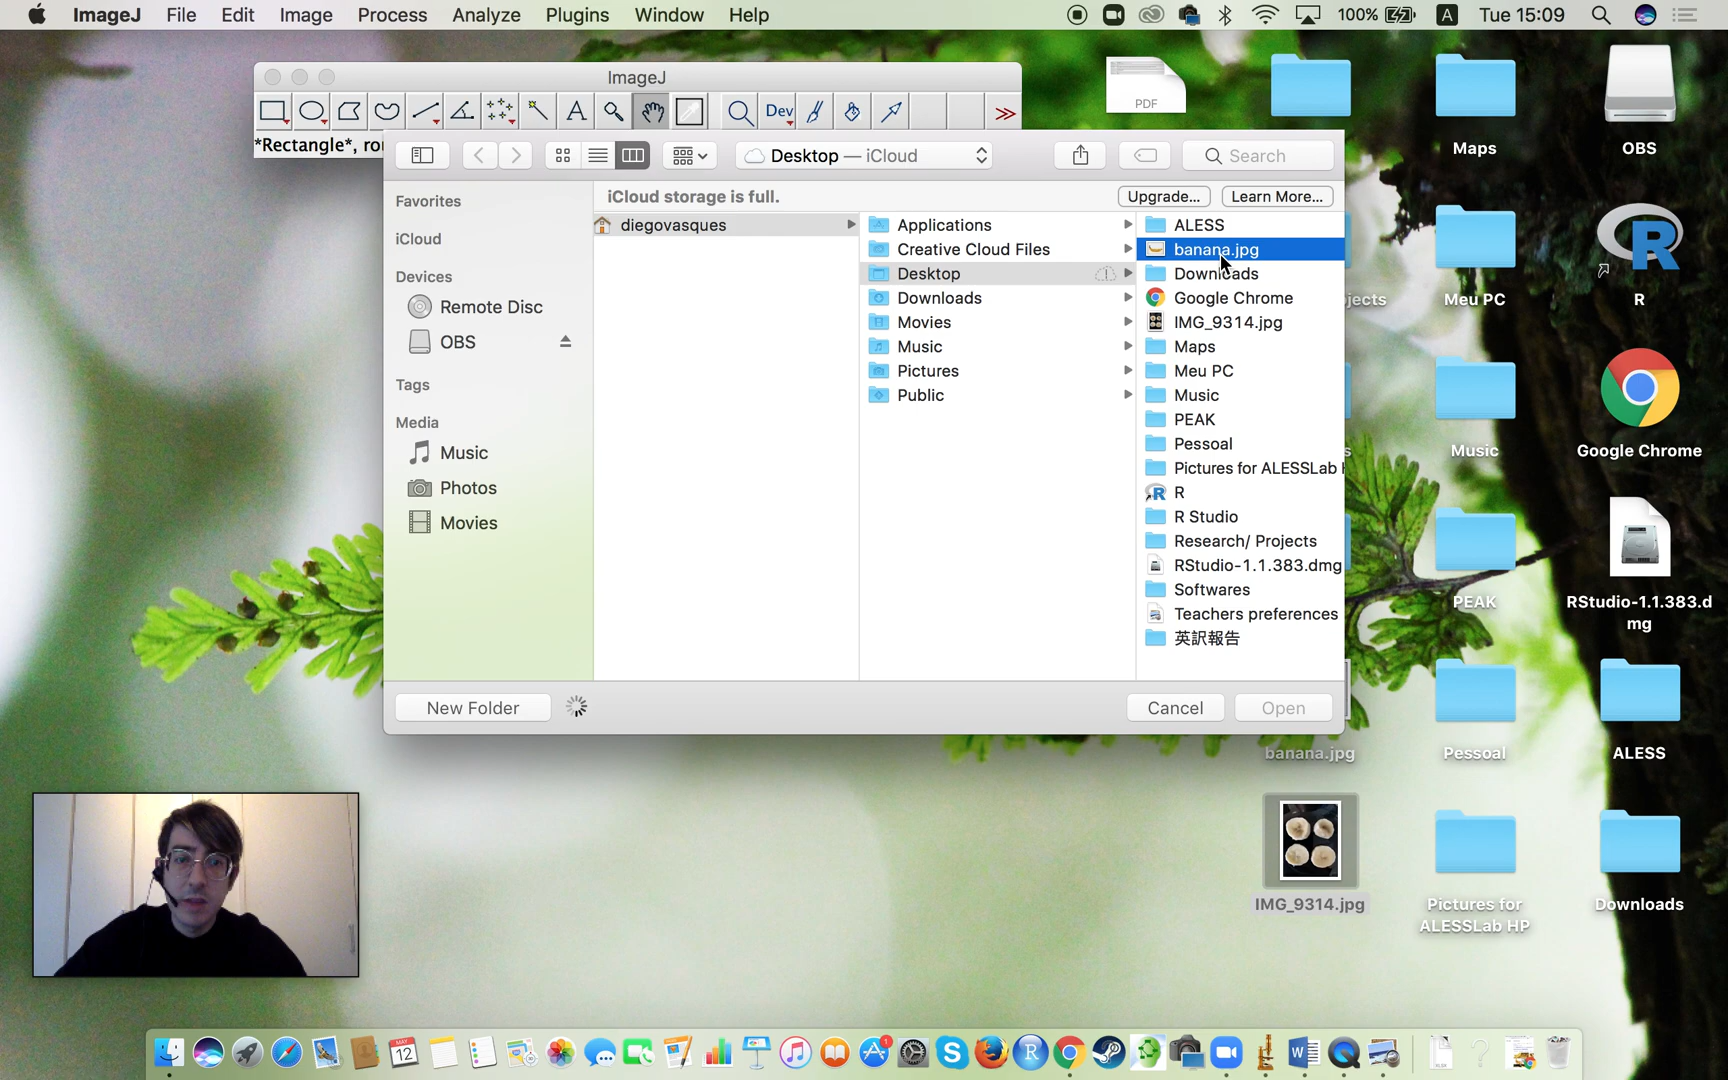 ImageJ File Edit Image Process Analyze Plugins Window Help 100% A Tue 15:09
ImageJ
A Dev
*Rectangle*, ro
Desktop — iCloud Search
Favorites
iCloud
Devices
Remote Disc
OBS
Tags
Media
Music
Photos
Movies
iCloud storage is full. Upgrade... Learn More...
diegovasques
Applications
Creative Cloud Files
Desktop
Downloads
Movies
Music
Pictures
Public
ALESS
banana.jpg
Downloads
Google Chrome
IMG_9314.jpg
Maps
Meu PC
Music
PEAK
Pessoal
Pictures for ALESSLab
R
R Studio
Research/ Projects
RStudio-1.1.383.dmg
Softwares
Teachers preferences
英訳報告
New Folder Cancel Open
PDF
Maps
OBS
jects
Meu PC
R
s
Music
Google Chrome
PEAK
RStudio-1.1.383.d
mg
banana.jpg
Pessoal
ALESS
IMG_9314.jpg
Pictures for
ALESSLab HP
Downloads
12
1